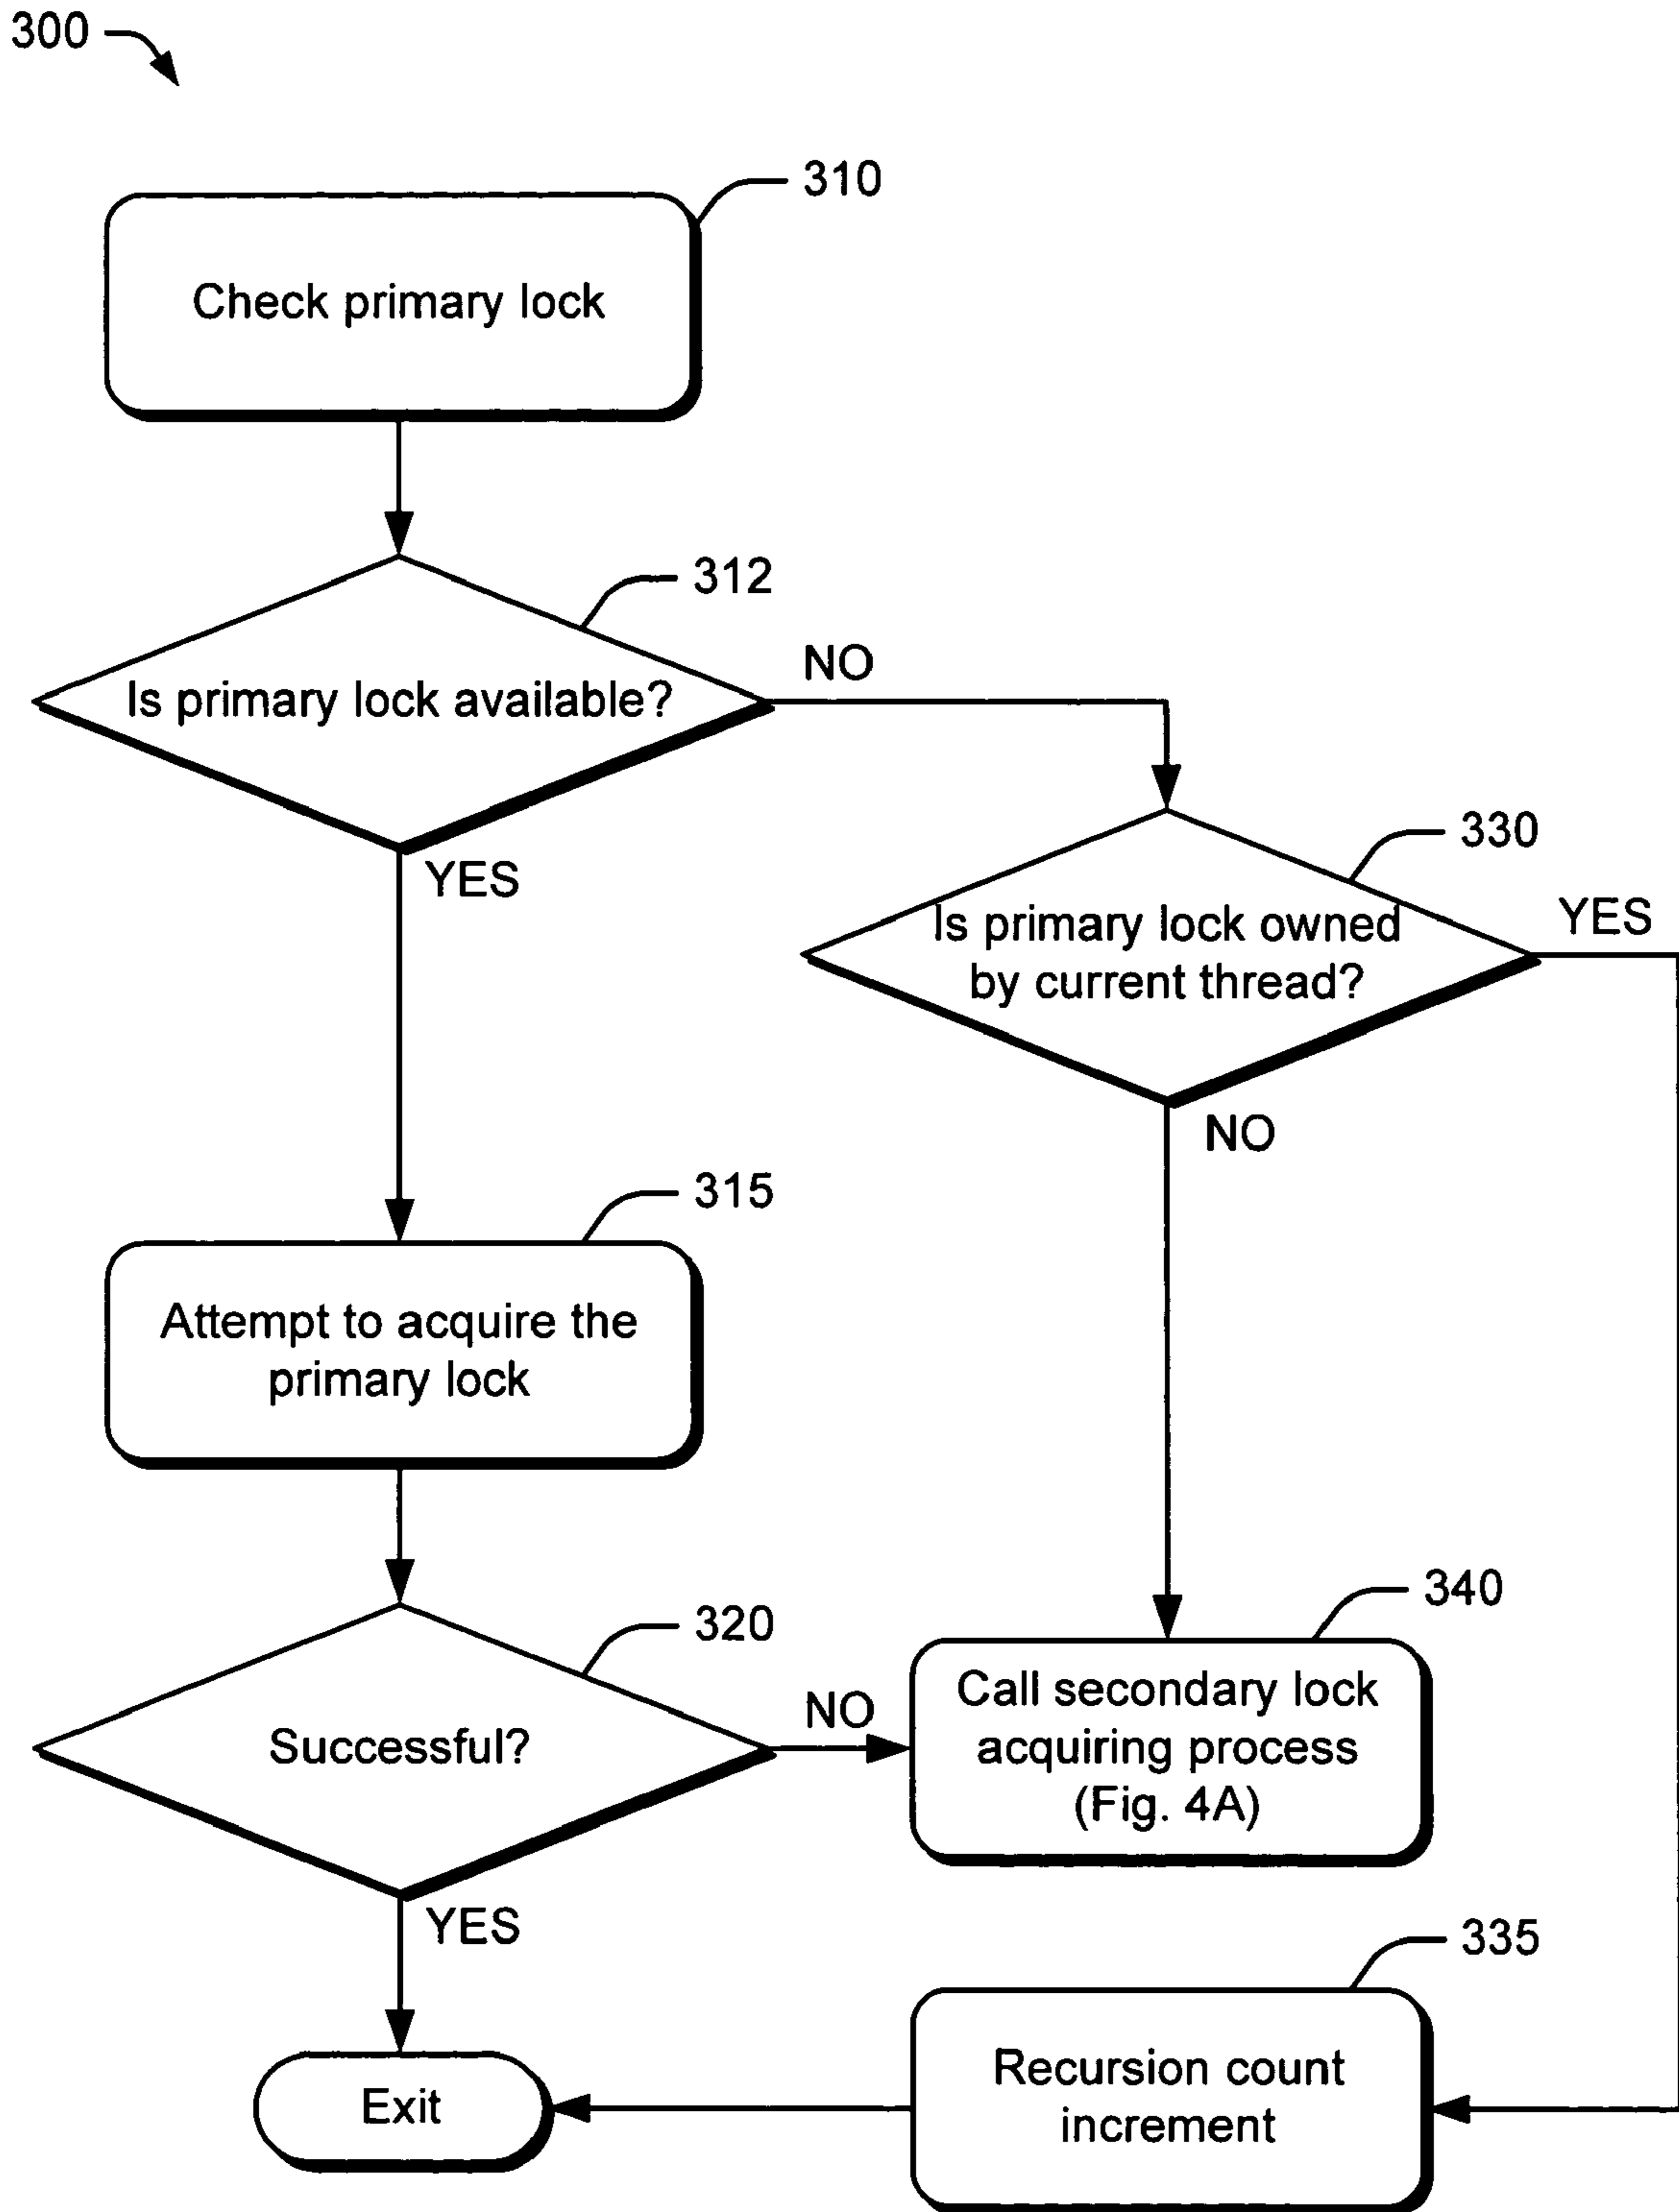 300
310
Check primary lock
312
Is primary lock available?
NO
YES
330
Is primary lock owned
by current thread?
YES
NO
315
Attempt to acquire the
primary lock
320
Successful?
NO
YES
340
Call secondary lock
acquiring process
(Fig. 4A)
335
Recursion count
increment
Exit